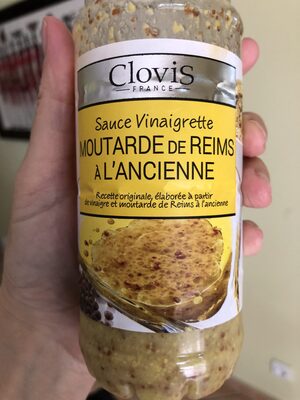 Clovis
FRANCE
Sauce Vinaigrette
MOUTARDE DE REIMS
À L'ANCIENNE
Recette originale, élaborée à partir
de vinaigre et moutarde de Reims à l'ancienne